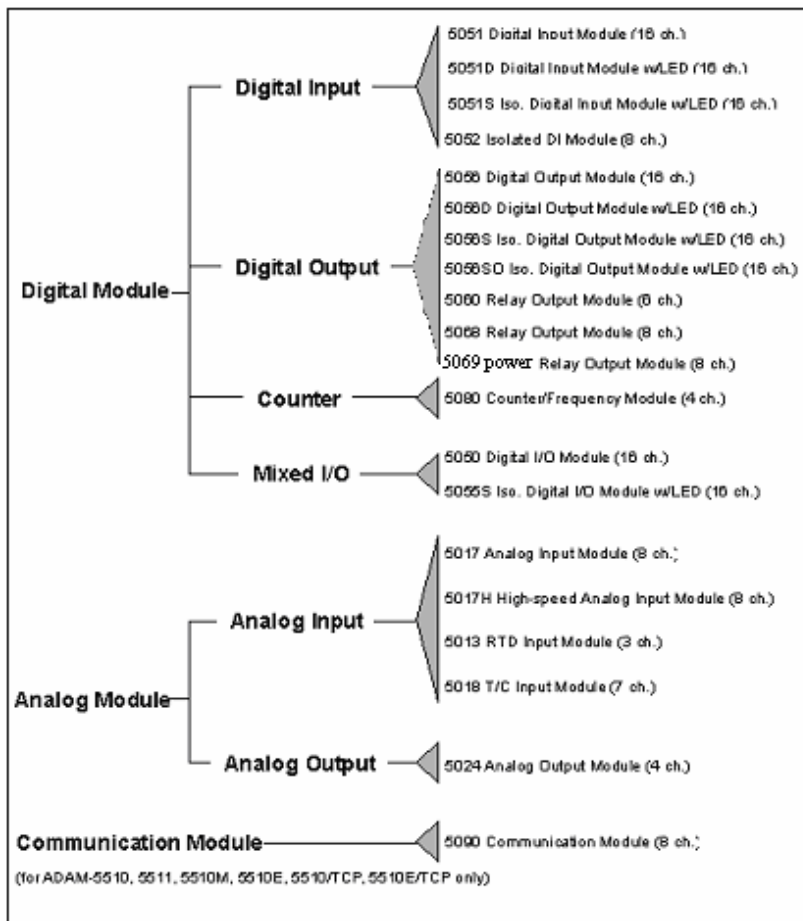 5051 Digital Input Module (16 ch.)
5051D Digital Input Module w/LED (16 ch.)
Digital Input
5051S Iso. Digital Input Module w/LED (16 ch.)
5052 Isolated DI Module (8 ch.)
5056 Digital Output Module (16 ch.)
5056D Digital Output Module w/LED (16 ch.)
5056S Iso. Digital Output Module w/LED (16 ch.)
Digital Output
5056SO Iso. Digital Output Module w/LED (16 ch.)
Digital Module
5060 Relay Output Module (6 ch.)
5068 Relay Output Module (8 ch.)
5069 power Relay Output Module (8 ch.)
Counter
5080 Counter/Frequency Module (4 ch.)
5050 Digital I/O Module (16 ch.)
Mixed I/O
5055S Iso. Digital I/O Module w/LED (16 ch.)
5017 Analog Input Module (8 ch.)
5017H High-speed Analog Input Module (8 ch.)
Analog Input
5013 RTD Input Module (3 ch.)
5018 T/C Input Module (7 ch.)
Analog Module
Analog Output
5024 Analog Output Module (4 ch.)
Communication Module
5090 Communication Module (8 ch.)
(for ADAM-5510, 5511, 5510M, 5510E, 5510/TCP, 5510E/TCP only)